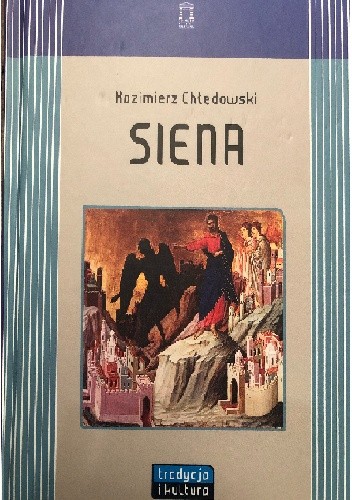 Kazimierz Chłędowski
SIENA
tradycja
i kultura